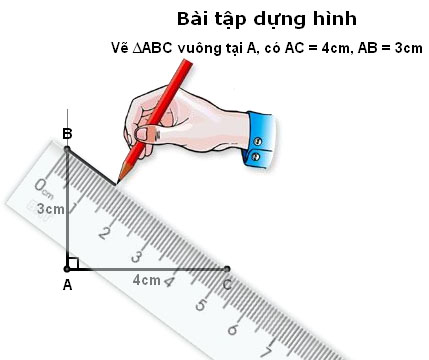 Bài tập dựng hình
Vẽ ∆ABC vuông tại A, có AC = 4cm, AB = 3cm
B
0cm
1
3cm
2
3
A
4cm
4
C
5
6
7